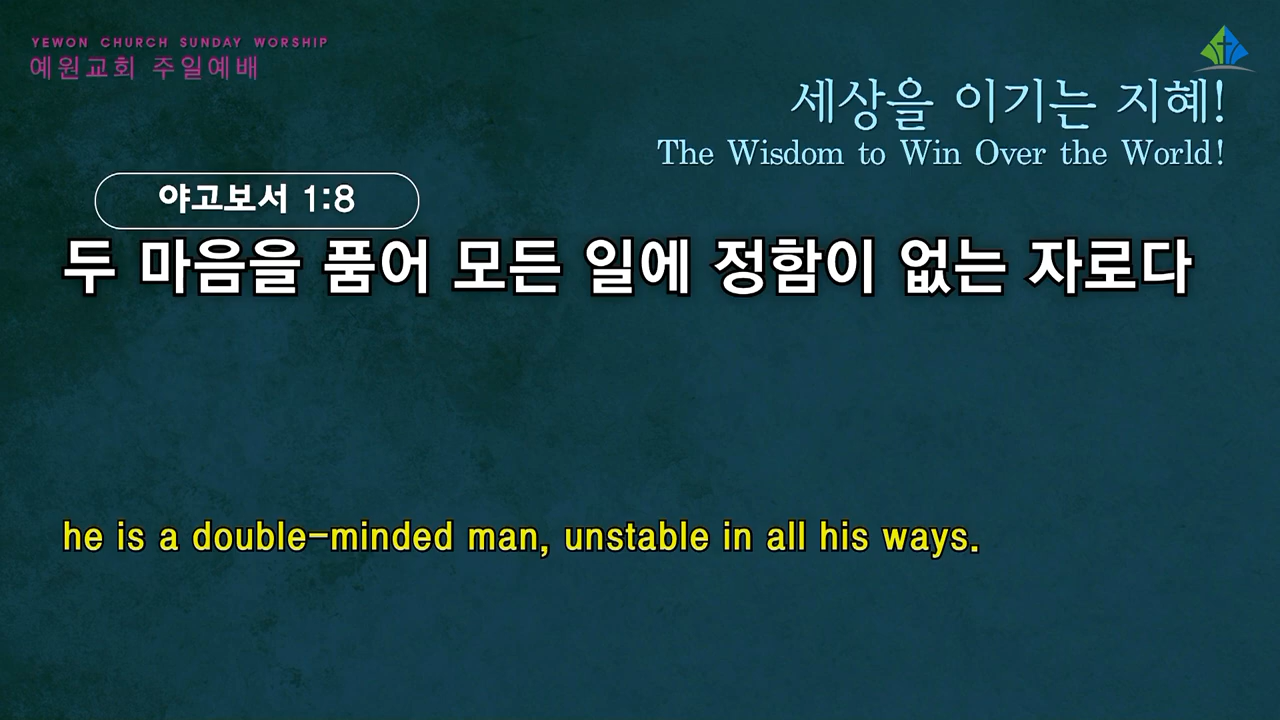 YEWON CHURCH SUNDAY WORSHIP
예원교회 주일예배
세상을 이기는 지혜!
The Wisdom to Win Over the World!
야고보서 1:8
두 마음을 품어 모든 일에 정함이 없는 자로다
he is a double-minded man, unstable in all his ways.